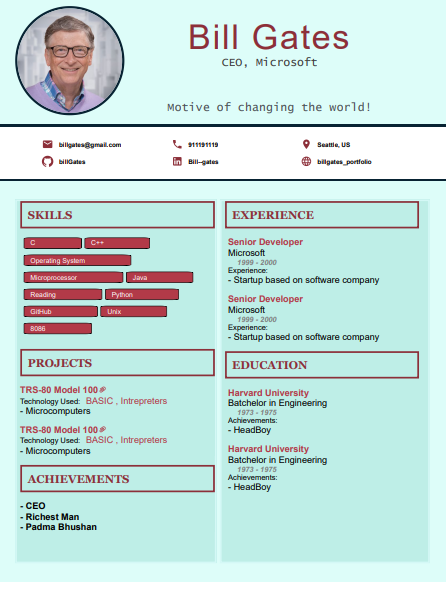 Bill Gates
CEO, Microsoft
Motive of changing the world!
billgates@gmail.com
911191119
Seattle, US
billGates
Bill-gates
billgates_portfolio
SKILLS
C
C++
Operating System
Microprocessor
Java
Reading
Python
GitHub
Unix
8086
PROJECTS
TRS-80 Model 100
Technology Used: BASIC , Intrepreters
- Microcomputers
TRS-80 Model 100
Technology Used: BASIC , Intrepreters
- Microcomputers
ACHIEVEMENTS
- CEO
- Richest Man
- Padma Bhushan
EXPERIENCE
Senior Developer
Microsoft
1999 - 2000
Experience:
- Startup based on software company
Senior Developer
Microsoft
1999 - 2000
Experience:
- Startup based on software company
EDUCATION
Harvard University
Batchelor in Engineering
1973 - 1975
Achievements:
- HeadBoy
Harvard University
Batchelor in Engineering
1973 - 1975
Achievements:
- HeadBoy